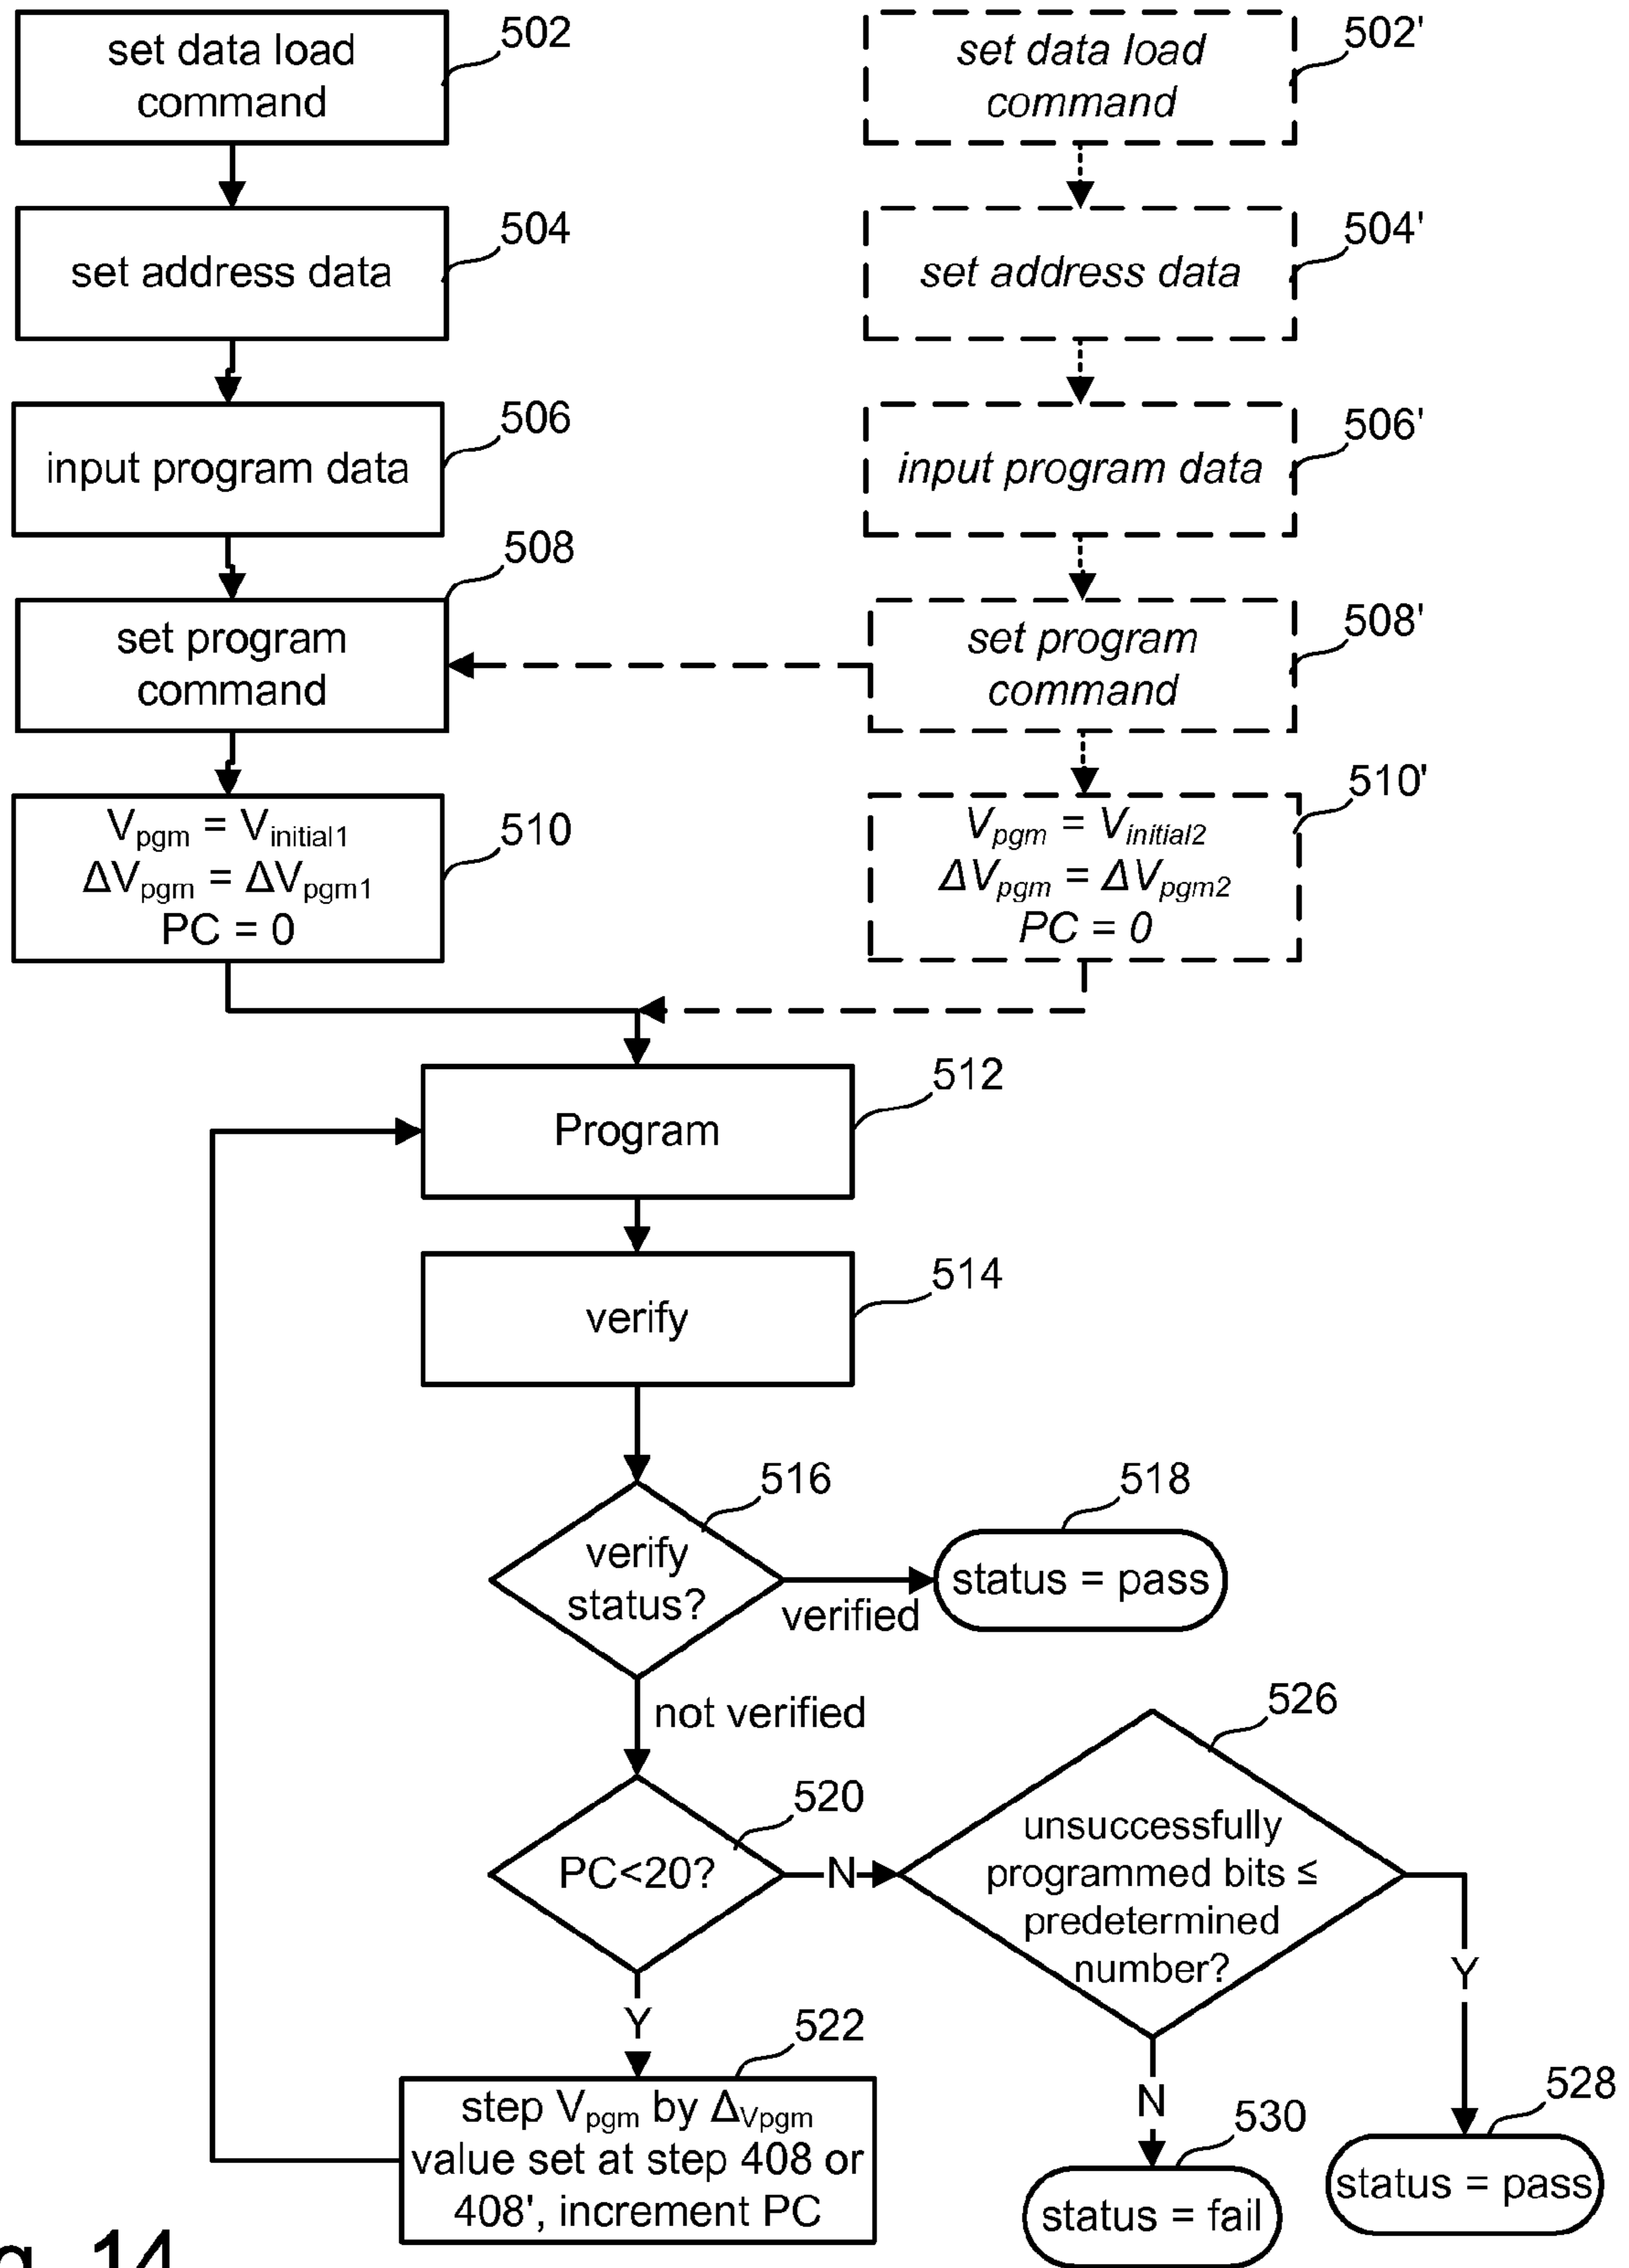 set data load
command
502
set data load
command
502'
set address data
504
set address data
504'
input program data
506
input program data
506'
set program
command
508
set program
command
508'
Vpgm = Vinitial1
ΔVpgm = ΔVpgm1
PC = 0
510
Vpgm = Vinitial2
ΔVpgm = ΔVpgm2
PC = 0
510'
Program
512
verify
514
verify
status?
516
verified
status = pass
518
not verified
PC<20?
520
N
unsuccessfully
programmed bits ≤
predetermined
number?
526
Y
Y
step Vpgm by ΔVpgm
value set at step 408 or
408', increment PC
522
N
status = fail
530
status = pass
528
14